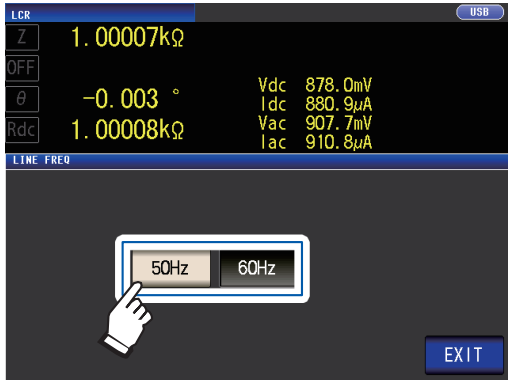 LCR USB
Z 1.00007kΩ
OFF
θ -0.003 °
Rdc 1.00008kΩ
Vdc 878.0mV
Idc 880.9μA
Vac 907.7mV
Iac 910.8μA
LINE FREQ
50Hz 60Hz
EXIT